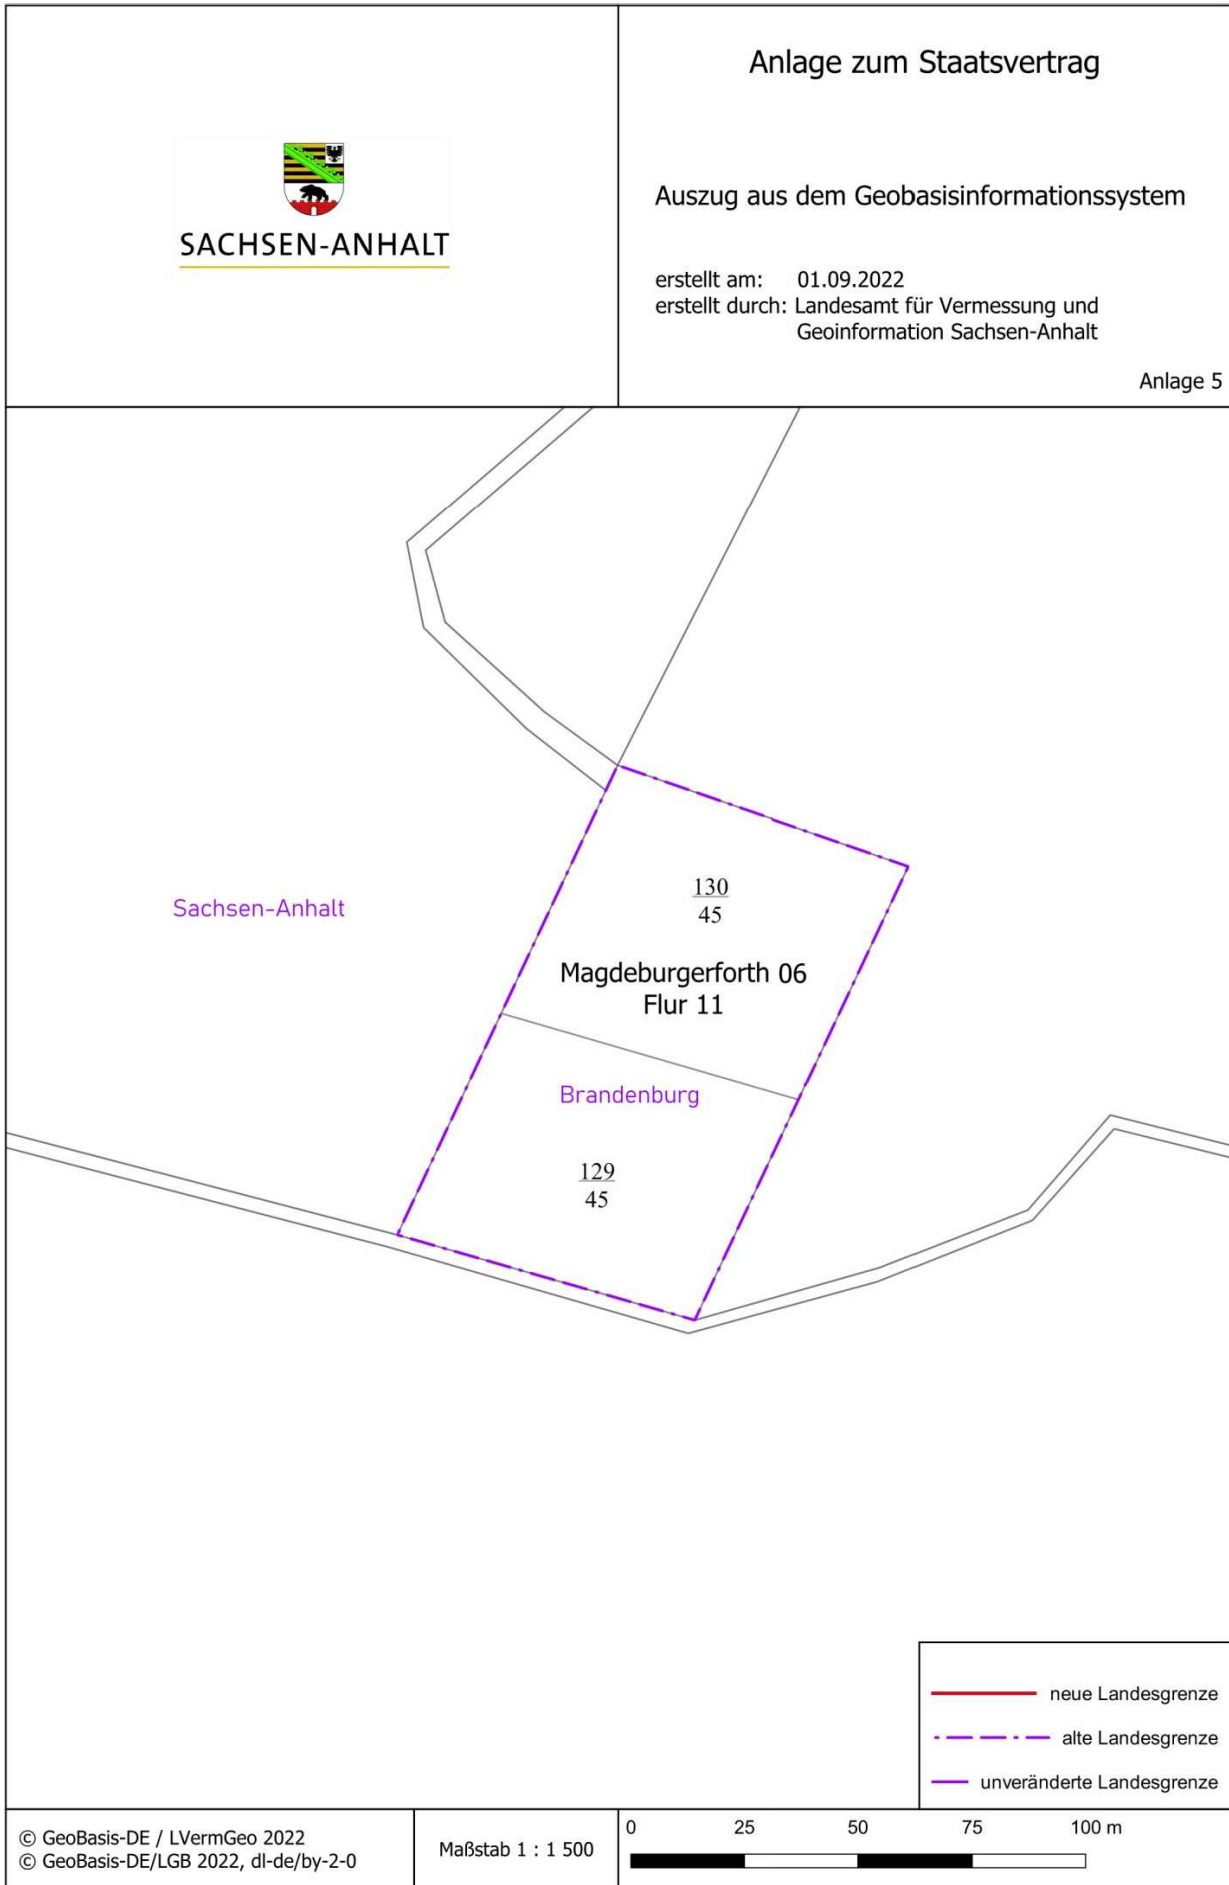 SACHSEN-ANHALT
Anlage zum Staatsvertrag
Auszug aus dem Geobasisinformationssystem
erstellt am: 01.09.2022
erstellt durch: Landesamt für Vermessung und
Geoinformation Sachsen-Anhalt
Anlage 5
Sachsen-Anhalt
130
45
Magdeburgerforth 06
Flur 11
Brandenburg
129
45
neue Landesgrenze
alte Landesgrenze
unveränderte Landesgrenze
© GeoBasis-DE / LVermGeo 2022
© GeoBasis-DE/LGB 2022, dl-de/by-2-0
Maßstab 1 : 1 500
0 25 50 75 100 m